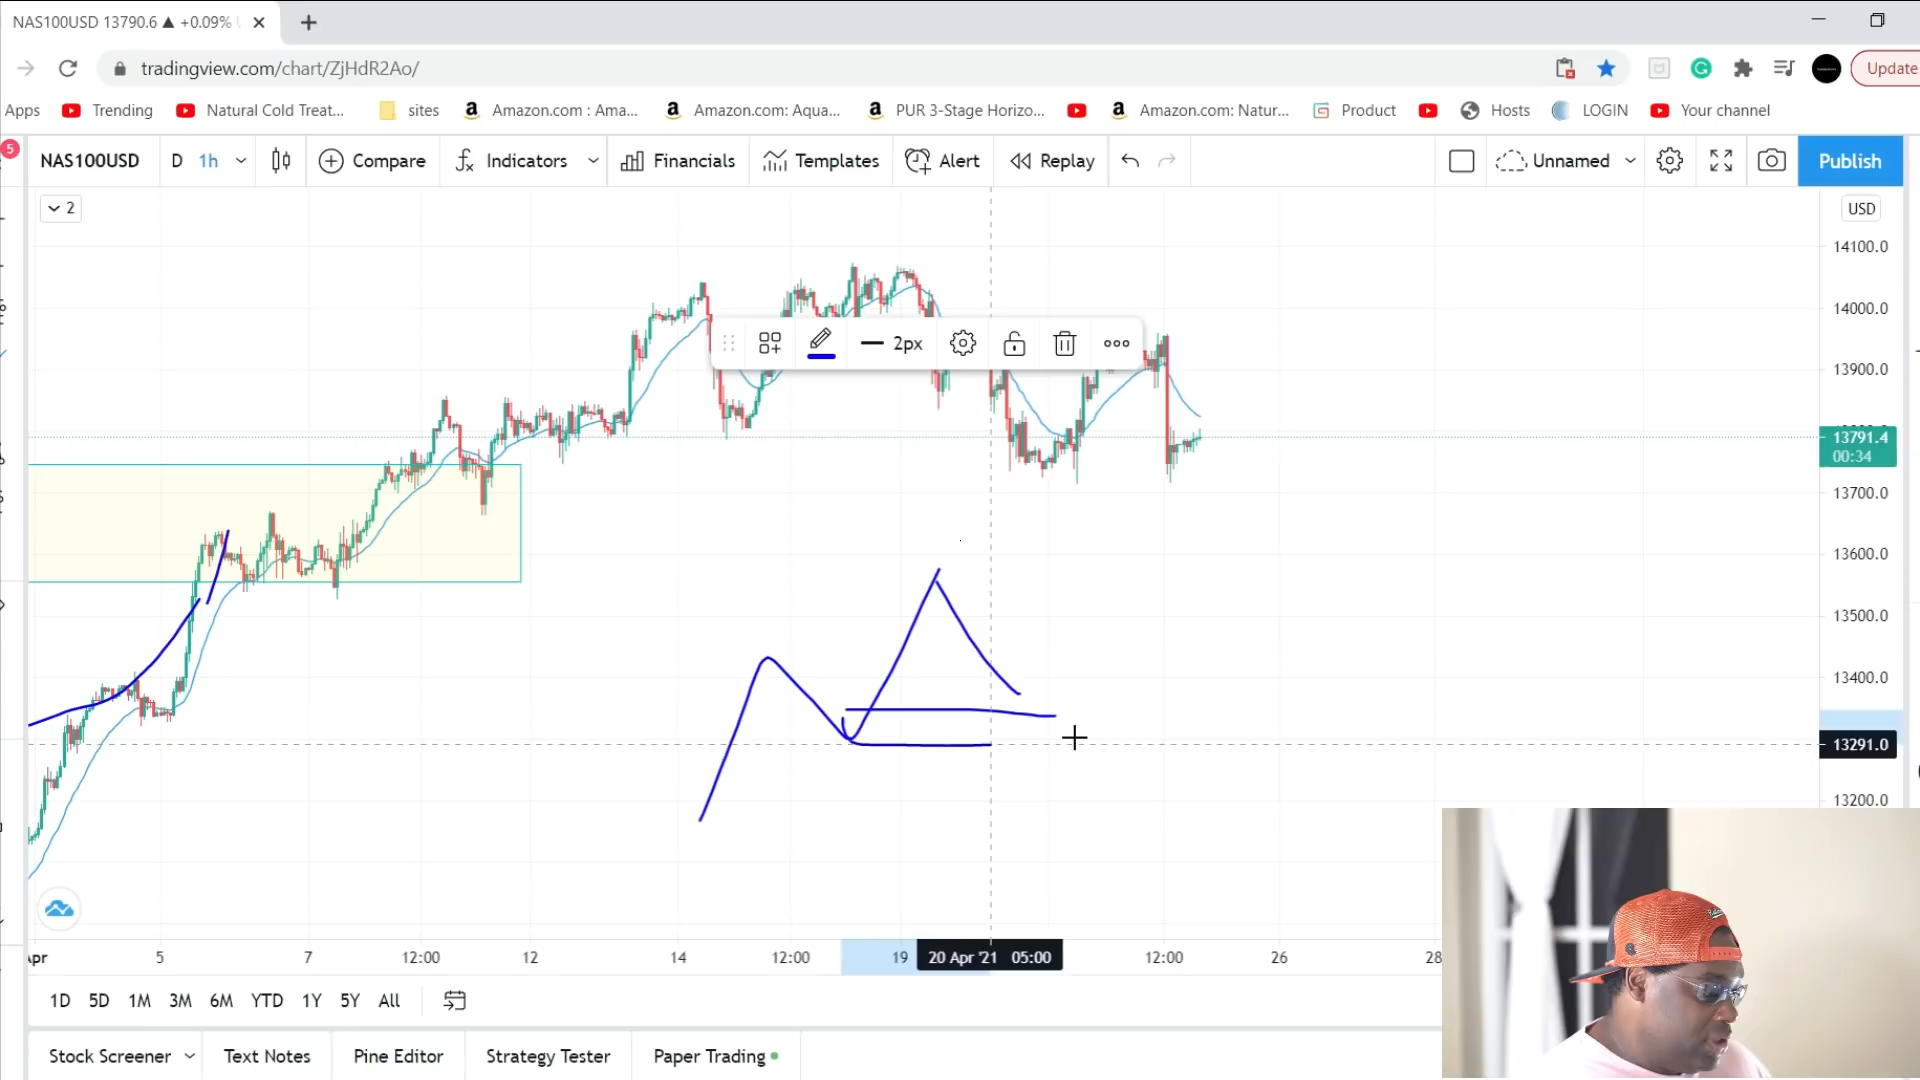 NAS100USD 13790.6 ▲ +0.09%
tradingview.com/chart/ZjHdR2Ao/
Update
Apps Trending Natural Cold Treat... sites Amazon.com : Ama... Amazon.com: Aqua... PUR 3-Stage Horizo... Amazon.com: Natur... Product Hosts LOGIN Your channel
5
NAS100USD D 1h Compare Indicators Financials Templates Alert Replay Unnamed Publish
2
USD
14100.0
14000.0
2px
13900.0
13791.4
00:34
13700.0
13600.0
13500.0
13400.0
13291.0
13200.0
5 7 12:00 12 14 12:00 19 20 Apr '21 05:00 12:00 26 28
1D 5D 1M 3M 6M YTD 1Y 5Y All
Stock Screener Text Notes Pine Editor Strategy Tester Paper Trading